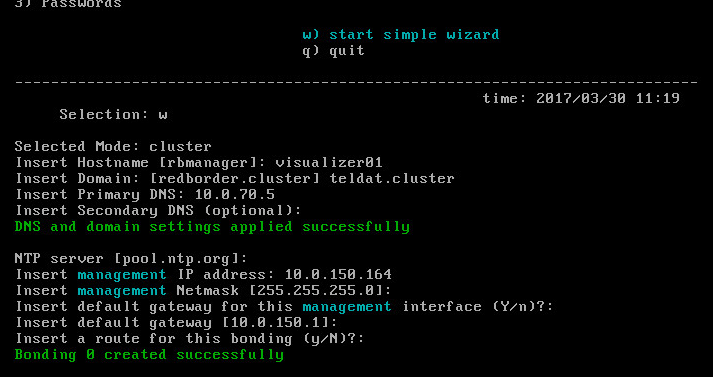 3) Passwords
w) start simple wizard
q) quit
-----------------------------------------------------------------------------
time: 2017/03/30 11:19
Selection: w
Selected Mode: cluster
Insert Hostname [rbmanager]: visualizer01
Insert Domain: [redborder.cluster] teldat.cluster
Insert Primary DNS: 10.0.70.5
Insert Secondary DNS (optional):
DNS and domain settings applied successfully
NTP server [pool.ntp.org]:
Insert management IP address: 10.0.150.164
Insert management Netmask [255.255.255.0]:
Insert default gateway for this management interface (Y/n)?:
Insert default gateway [10.0.150.1]:
Insert a route for this bonding (y/N)?:
Bonding 0 created successfully